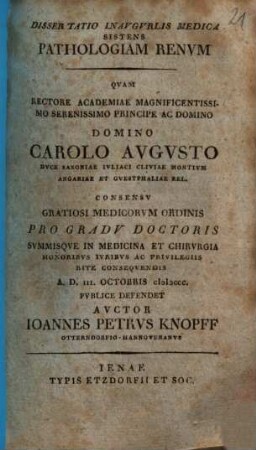 21
DISSERTATIO INAVGVRLIS MEDICA
SISTENS
PATHOLOGIAM RENVM
QVAM
RECTORE ACADEMIAE MAGNIFICENTISSI-
MO SERENISSIMO PRINCIPE AC DOMINO
DOMINO
CAROLO AVGVSTO
DVCE SAXONIAE IVLIACI CLIVIAE MONTIVM
ANGARIAE ET GVESTPHALIAE REL.
CONSENSV
GRATIOSI MEDICORVM ORDINIS
PRO GRADV DOCTORIS
SVMMISQVE IN MEDICINA ET CHIRVRGIA
HONORIBVS IVRIBVS AC PRIVILEGIIS
RITE CONSEQVENDIS
A. D. III. OCTOBRIS cIɔIɔccc.
PVBLICE DEFENDET
AVCTOR
IOANNES PETRVS KNOPFF
OTTERNDORFIO-HANNOVERANVS
IENAE
TYPIS ETZDORFII ET SOC.